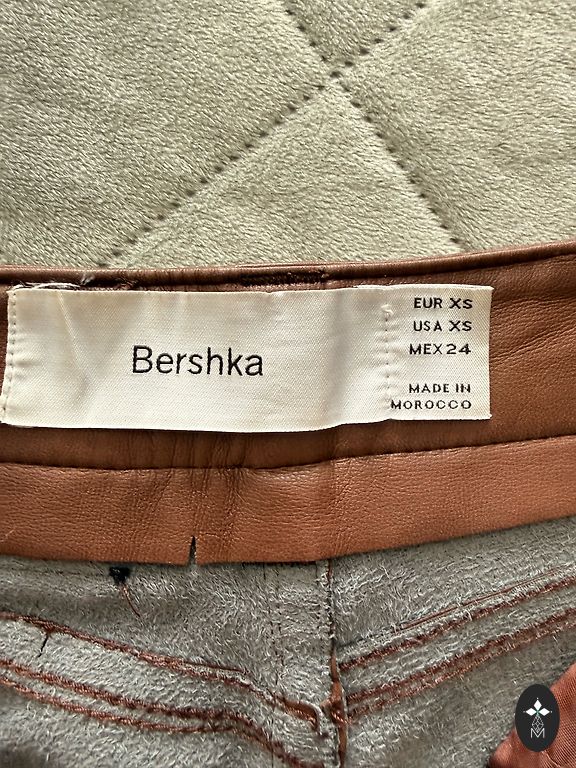 Bershka
EUR XS
USA XS
MEX 24
MADE IN
MOROCCO